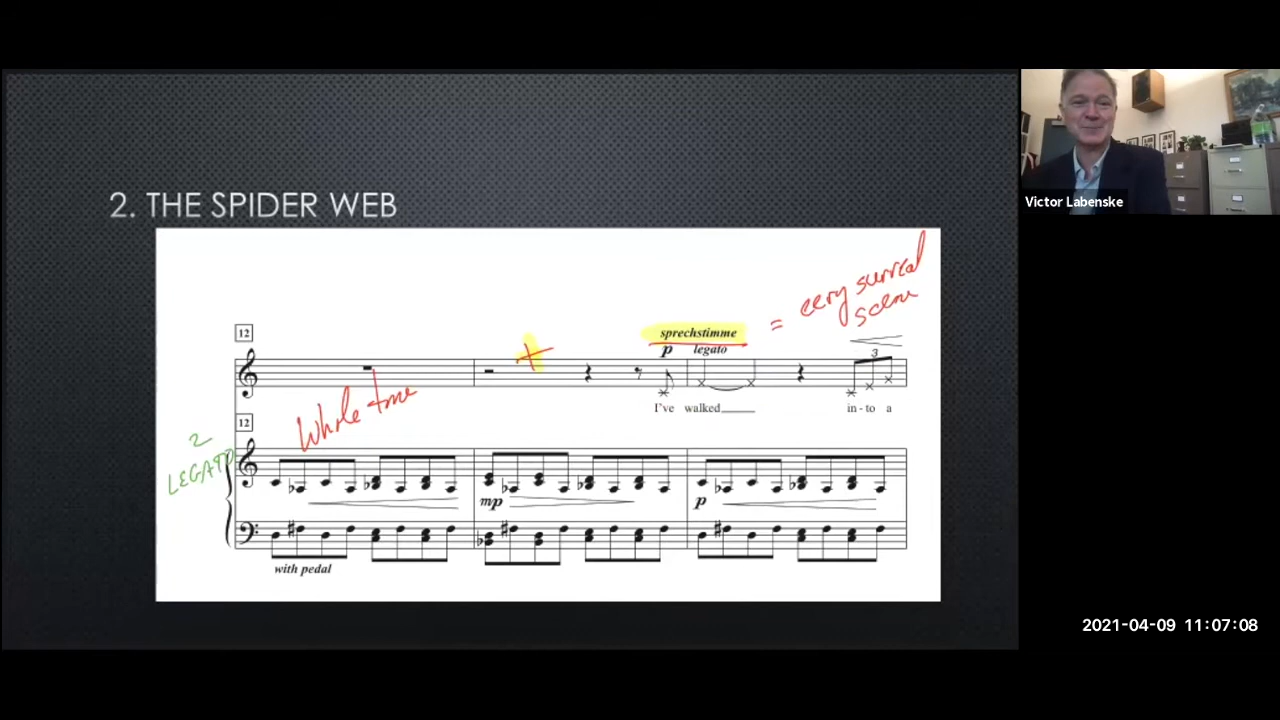 2. THE SPIDER WEB
eery surreal
scene
=
12
sprechstimme
+
p legato
3
Whole tone
I've walked____ in - to a
12
2
LEGATO
mp p
with pedal
Victor Labenske
2021-04-09 11:07:08